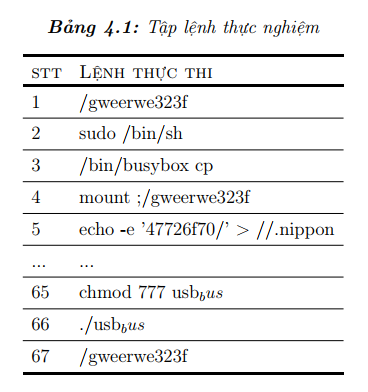 Bảng 4.1: Tập lệnh thực nghiệm
STT LỆNH THỰC THI
1 /gweerwe323f
2 sudo /bin/sh
3 /bin/busybox cp
4 mount ;/gweerwe323f
5 echo -e '47726f70/' > //.nippon
... ...
65 chmod 777 usb_bus
66 ./usb_bus
67 /gweerwe323f